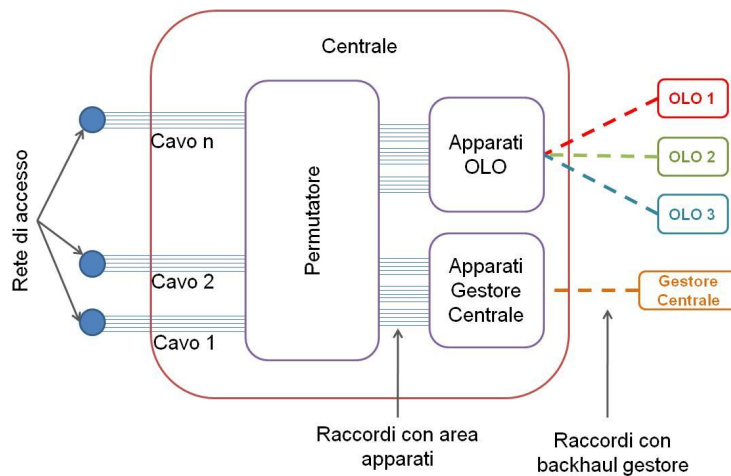 Centrale
Rete di accesso
Cavo n
Cavo 2
Cavo 1
Permutatore
Apparati
OLO
Apparati
Gestore
Centrale
OLO 1
OLO 2
OLO 3
Gestore
Centrale
Raccordi con area
apparati
Raccordi con
backhaul gestore